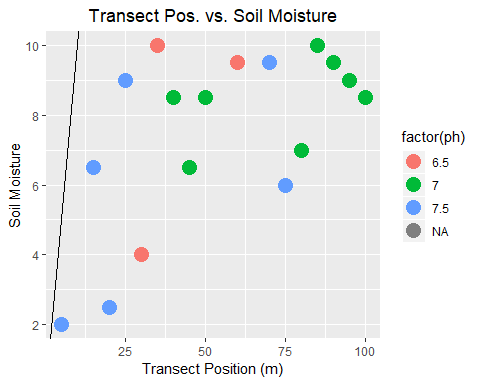 Transect Pos. vs. Soil Moisture
10
8
6
4
2
Soil Moisture
25
50
75
100
Transect Position (m)
factor(ph)
6.5
7
7.5
NA